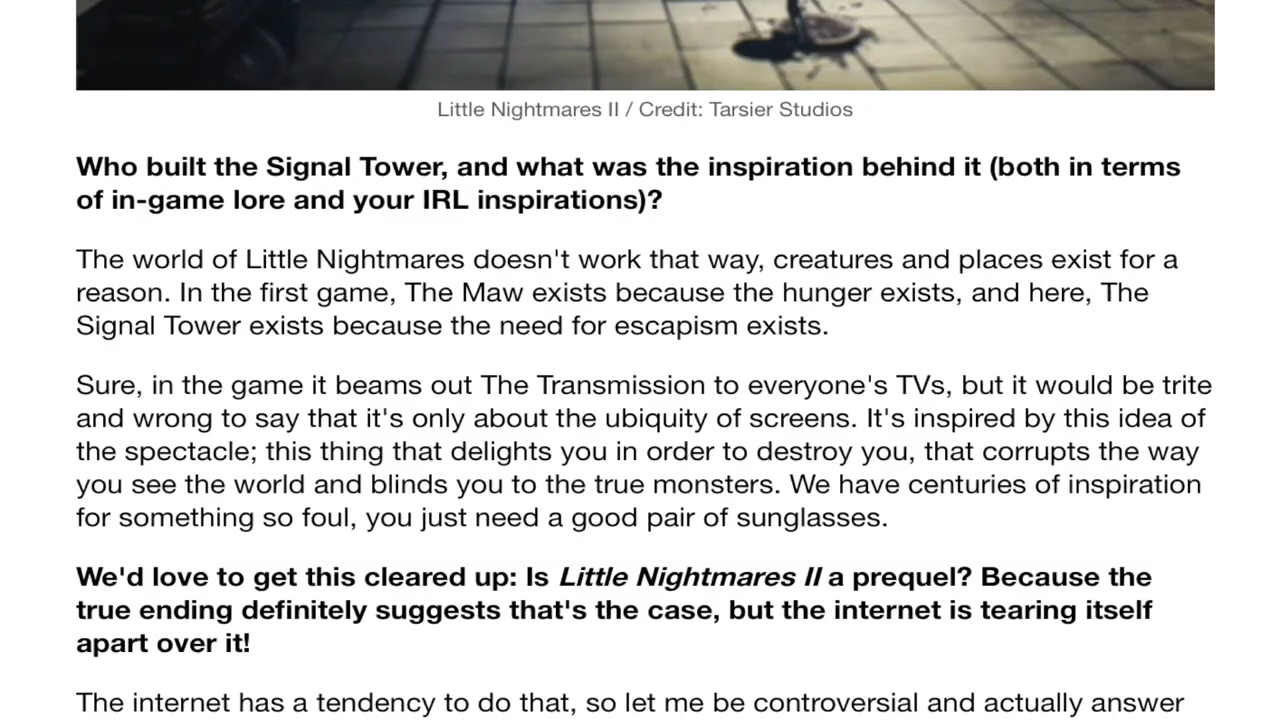 Little Nightmares II / Credit: Tarsier Studios
Who built the Signal Tower, and what was the inspiration behind it (both in terms
of in-game lore and your IRL inspirations)?
The world of Little Nightmares doesn't work that way, creatures and places exist for a
reason. In the first game, The Maw exists because the hunger exists, and here, The
Signal Tower exists because the need for escapism exists.
Sure, in the game it beams out The Transmission to everyone's TVs, but it would be trite
and wrong to say that it's only about the ubiquity of screens. It's inspired by this idea of
the spectacle; this thing that delights you in order to destroy you, that corrupts the way
you see the world and blinds you to the true monsters. We have centuries of inspiration
for something so foul, you just need a good pair of sunglasses.
We'd love to get this cleared up: Is Little Nightmares II a prequel? Because the
true ending definitely suggests that's the case, but the internet is tearing itself
apart over it!
The internet has a tendency to do that, so let me be controversial and actually answer